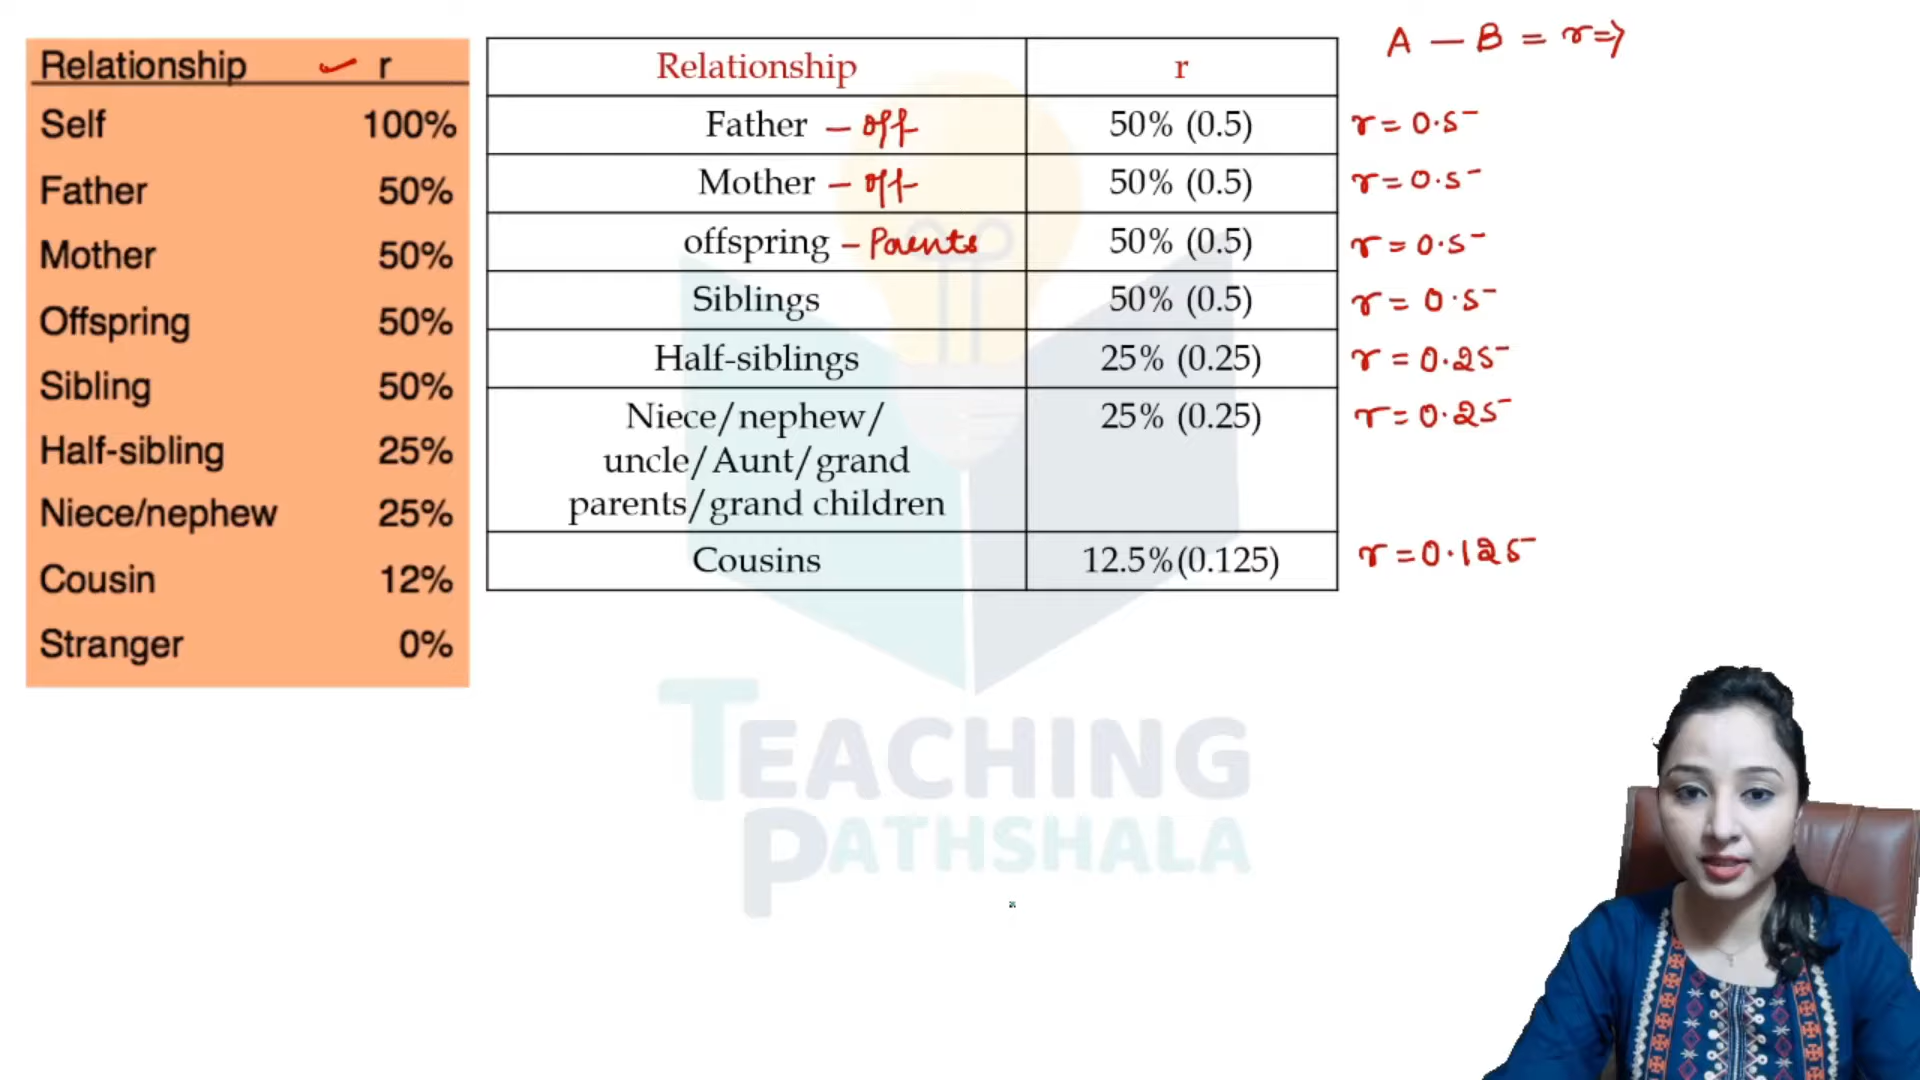 Relationship r
Self 100%
Father 50%
Mother 50%
Offspring 50%
Sibling 50%
Half-sibling 25%
Niece/nephew 25%
Cousin 12%
Stranger 0%
Relationship r
Father – off 50% (0.5) r = 0.5
Mother – off 50% (0.5) r = 0.5
offspring – Parents 50% (0.5) r = 0.5
Siblings 50% (0.5) r = 0.5
Half-siblings 25% (0.25) r = 0.25
Niece/nephew/ 25% (0.25) r = 0.25
uncle/Aunt/grand
parents/grand children
Cousins 12.5%(0.125) r = 0.125
A – B = r ⇒
TEACHING
PATHSHALA